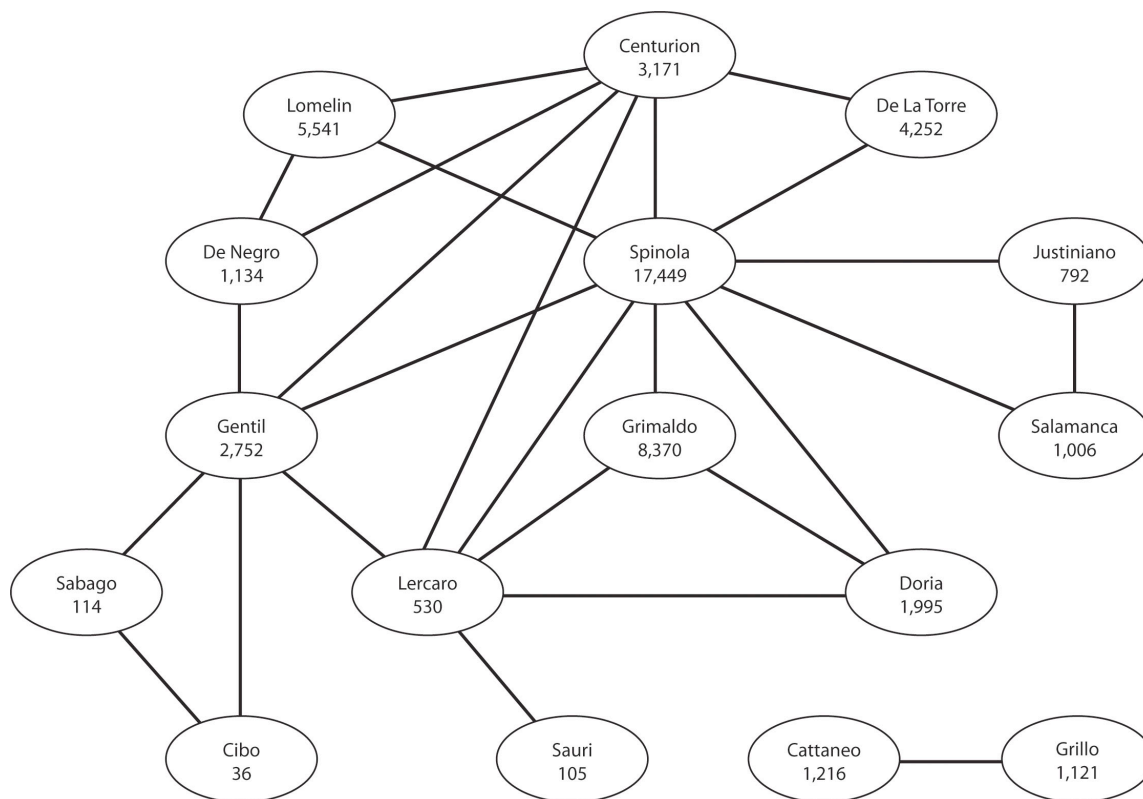 Centurion
3,171
Lomelin
5,541
De La Torre
4,252
De Negro
1,134
Spinola
17,449
Justiniano
792
Gentil
2,752
Grimaldo
8,370
Salamanca
1,006
Sabago
114
Lercaro
530
Doria
1,995
Cibo
36
Sauri
105
Cattaneo
1,216
Grillo
1,121